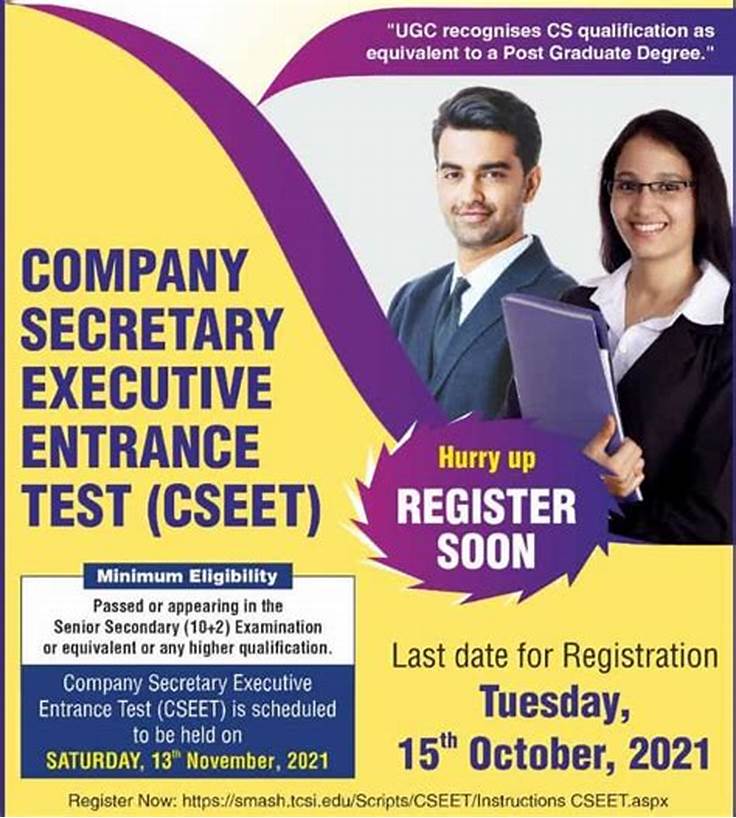 "UGC recognises CS qualification as
equivalent to a Post Graduate Degree."
COMPANY
SECRETARY
EXECUTIVE
ENTRANCE
TEST (CSEET)
Hurry up
REGISTER
SOON
Minimum Eligibility
Passed or appearing in the
Senior Secondary (10+2) Examination
or equivalent or any higher qualification.
Company Secretary Executive
Entrance Test (CSEET) is scheduled
to be held on
SATURDAY, 13th November, 2021
Last date for Registration
Tuesday,
15th October, 2021
Register Now: https://smash.tcsi.edu/Scripts/CSEET/Instructions CSEET.aspx